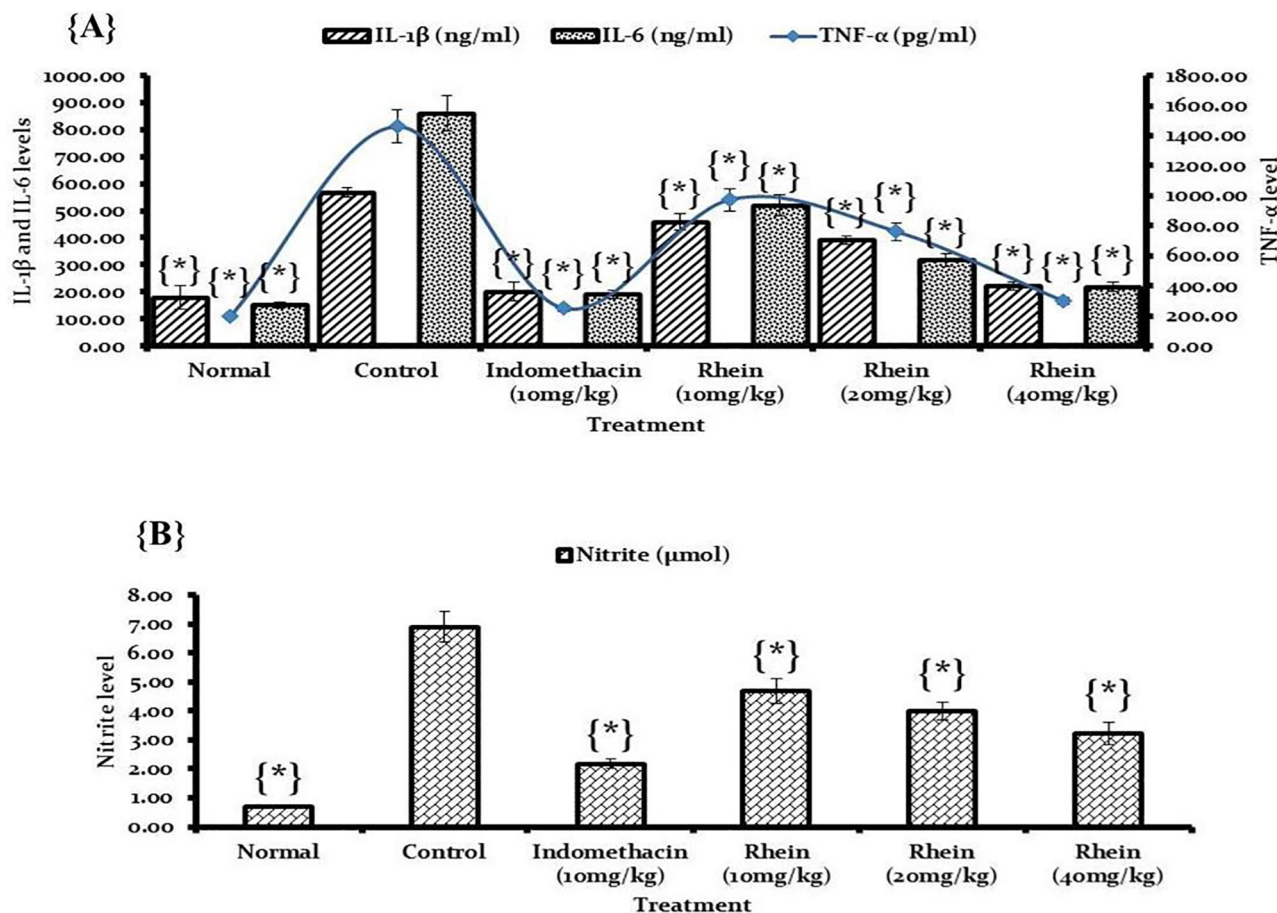 {A}
IL-1β (ng/ml) IL-6 (ng/ml) TNF-α (pg/ml)
1000.00 1800.00
900.00 1600.00
800.00 1400.00
700.00 1200.00
600.00 1000.00
500.00 800.00
400.00 600.00
300.00 400.00
200.00 200.00
100.00 0.00
0.00
IL-1β and IL-6 levels
TNF-α level
{*} {*} {*} {*} {*} {*} {*} {*} {*} {*} {*} {*} {*} {*} {*}
Normal Control Indomethacin Rhein Rhein Rhein
(10mg/kg) (10mg/kg) (20mg/kg) (40mg/kg)
Treatment
{B}
Nitrite (µmol)
8.00
7.00
6.00
5.00
4.00
3.00
2.00
1.00
0.00
Nitrite level
{*} {*} {*} {*} {*}
Normal Control Indomethacin Rhein Rhein Rhein
(10mg/kg) (10mg/kg) (20mg/kg) (40mg/kg)
Treatment